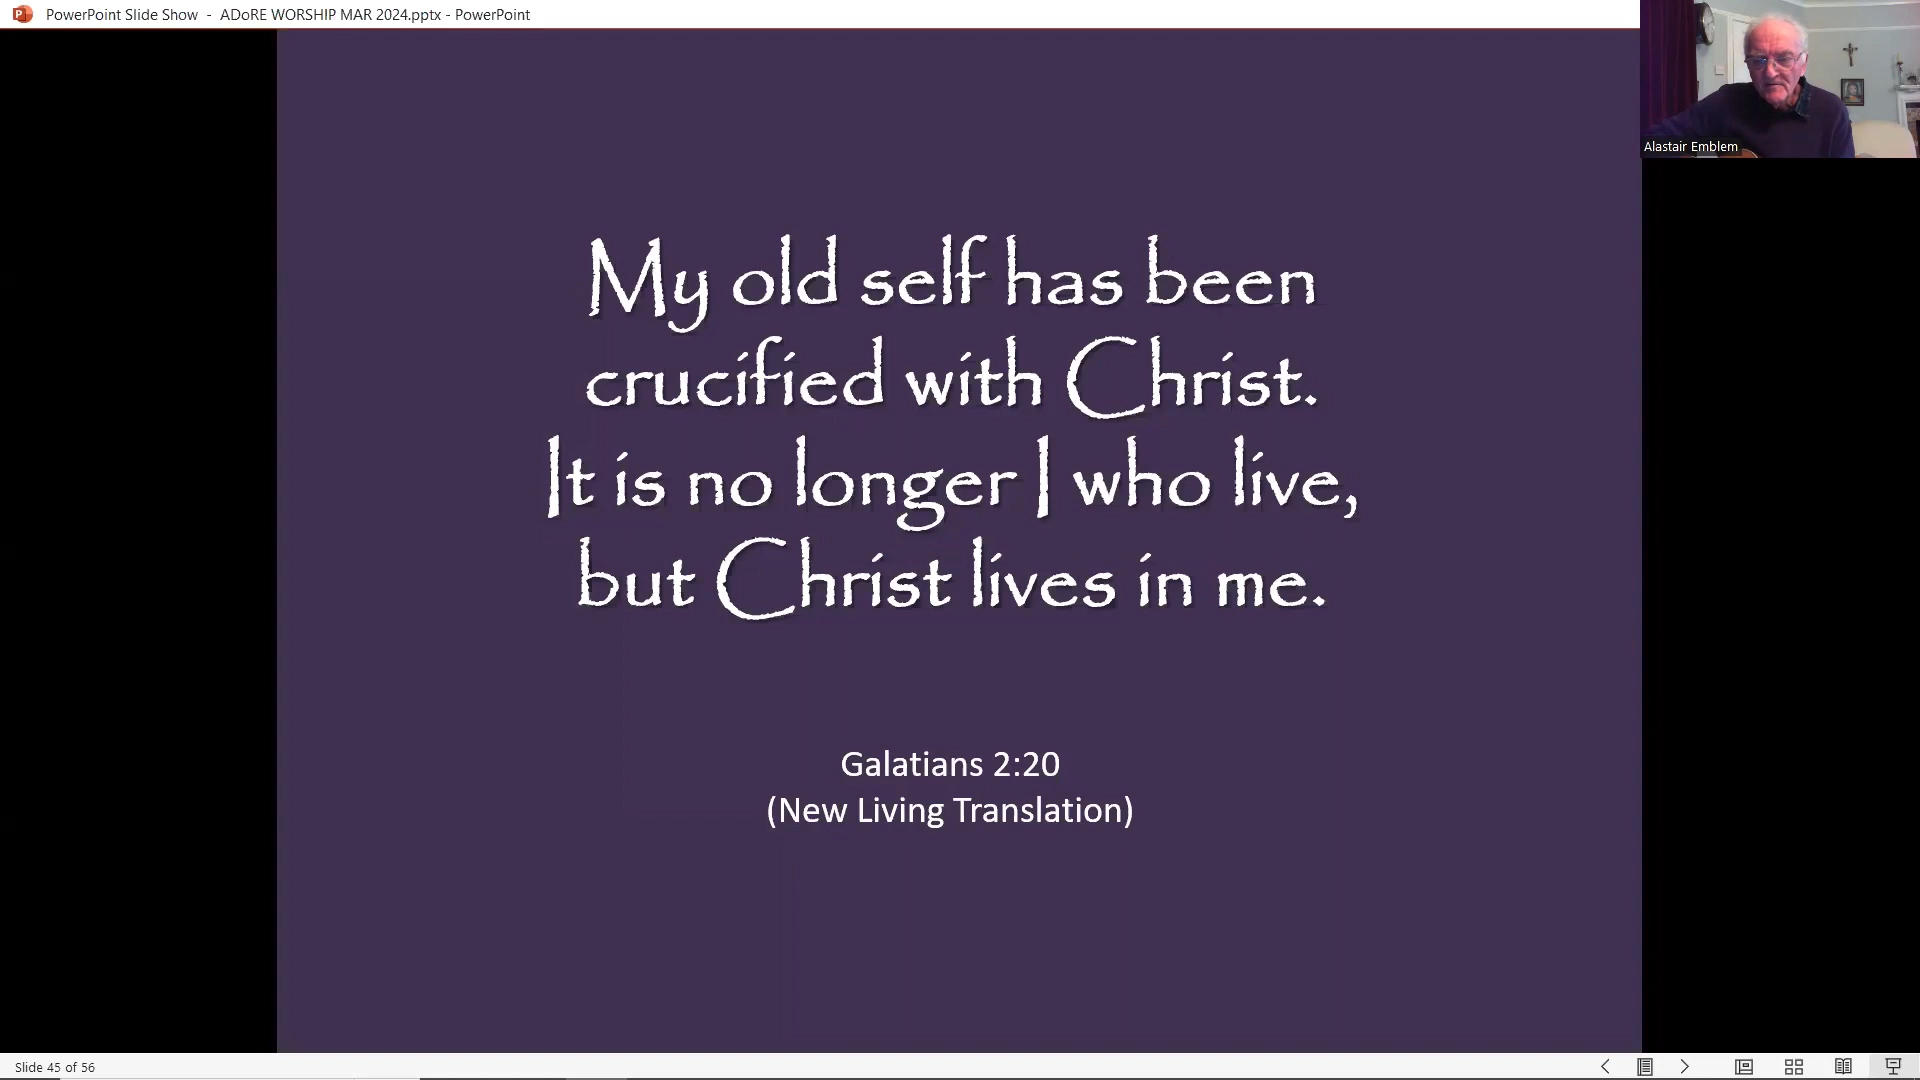 PowerPoint Slide Show - ADoRE WORSHIP MAR 2024.pptx - PowerPoint
Alastair Emblem
My old self has been
crucified with Christ.
It is no longer I who live,
but Christ lives in me.
Galatians 2:20
(New Living Translation)
Slide 45 of 56